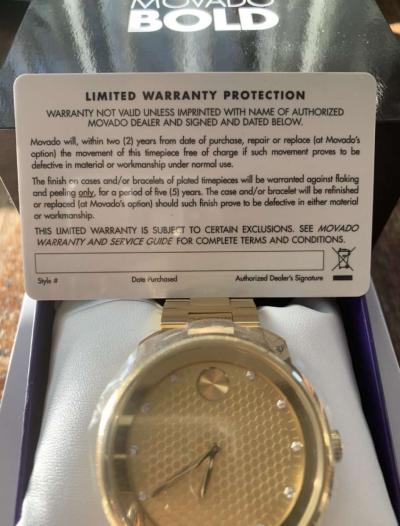 MOVADO
BOLD
LIMITED WARRANTY PROTECTION
WARRANTY NOT VALID UNLESS IMPRINTED WITH NAME OF AUTHORIZED
MOVADO DEALER AND SIGNED AND DATED BELOW.
Movado will, within two (2) years from date of purchase, repair or replace (at Movado's
option) the movement of this timepiece free of charge if such movement proves to be
defective in material or workmanship under normal use.
The finish on cases and/or bracelets of plated timepieces will be warranted against flaking
and peeling only, for a period of five (5) years. The case and/or bracelet will be refinished
or replaced (at Movado's option) should such finish prove to be defective in either material
or workmanship.
THIS LIMITED WARRANTY IS SUBJECT TO CERTAIN EXCLUSIONS. SEE MOVADO
WARRANTY AND SERVICE GUIDE FOR COMPLETE TERMS AND CONDITIONS.
Style # Date Purchased Authorized Dealer's Signature